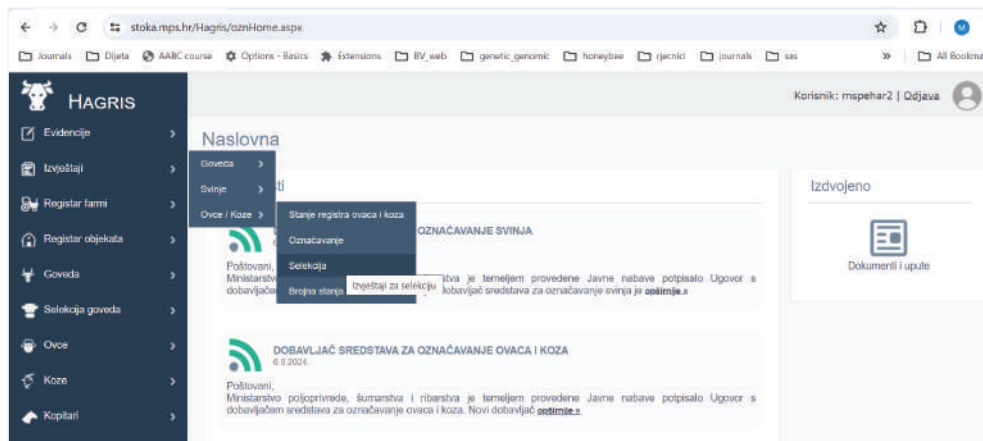 stoka.mps.hr/Hagris/oznHome.aspx
Journals Dijeta AABC course Options - Basics Extensions BV_web genetic_genomic honeybee rjecnici journals sas » All Bookma
HAGRIS
Korisnik: mspehar2 | Odjava
Evidencije
Izvještaji
Registar farmi
Registar objekata
Goveda
Selekcija goveda
Ovce
Koze
Kopitari
Naslovna
Goveda
Svinje
Ovce / Koze
Stanje registra ovaca i koza
Označavanje
Selekcija
Brojna stanja
Izvještaji za selekciju
OZNAČAVANJE SVINJA
Poštovani,
Ministarstvo ribarstva je temeljem provedene Javne nabave potpisalo Ugovor s
dobavljačem dobavljač sredstava za označavanje svinja je opširnije »
DOBAVLJAČ SREDSTAVA ZA OZNAČAVANJE OVACA I KOZA
6.6.2024.
Poštovani,
Ministarstvo poljoprivrede, šumarstva i ribarstva je temeljem provedene Javne nabave potpisalo Ugovor s
dobavljačem sredstava za označavanje ovaca i koza. Novi dobavljač opširnije »
Izdvojeno
Dokumenti i upute